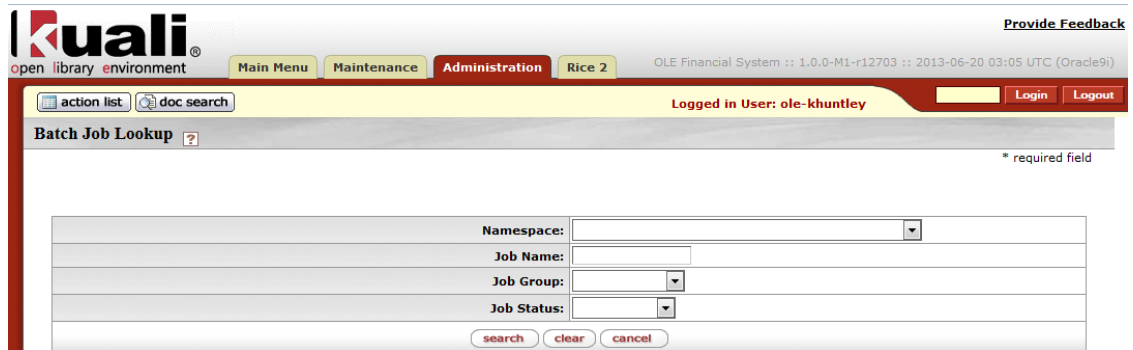 Provide Feedback
kuali®
open library environment
Main Menu Maintenance Administration Rice 2
OLE Financial System :: 1.0.0-M1-r12703 :: 2013-06-20 03:05 UTC (Oracle9i)
action list doc search
Logged in User: ole-khuntley
Login Logout
Batch Job Lookup ?
* required field
Namespace:
Job Name:
Job Group:
Job Status:
search clear cancel